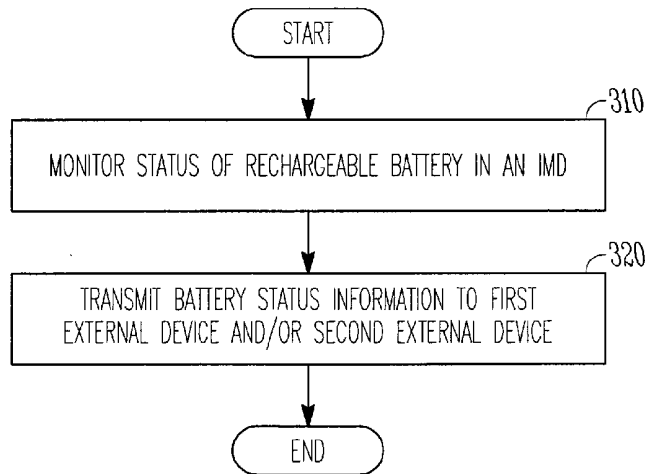 START
310
MONITOR STATUS OF RECHARGEABLE BATTERY IN AN IMD
320
TRANSMIT BATTERY STATUS INFORMATION TO FIRST
EXTERNAL DEVICE AND/OR SECOND EXTERNAL DEVICE
END